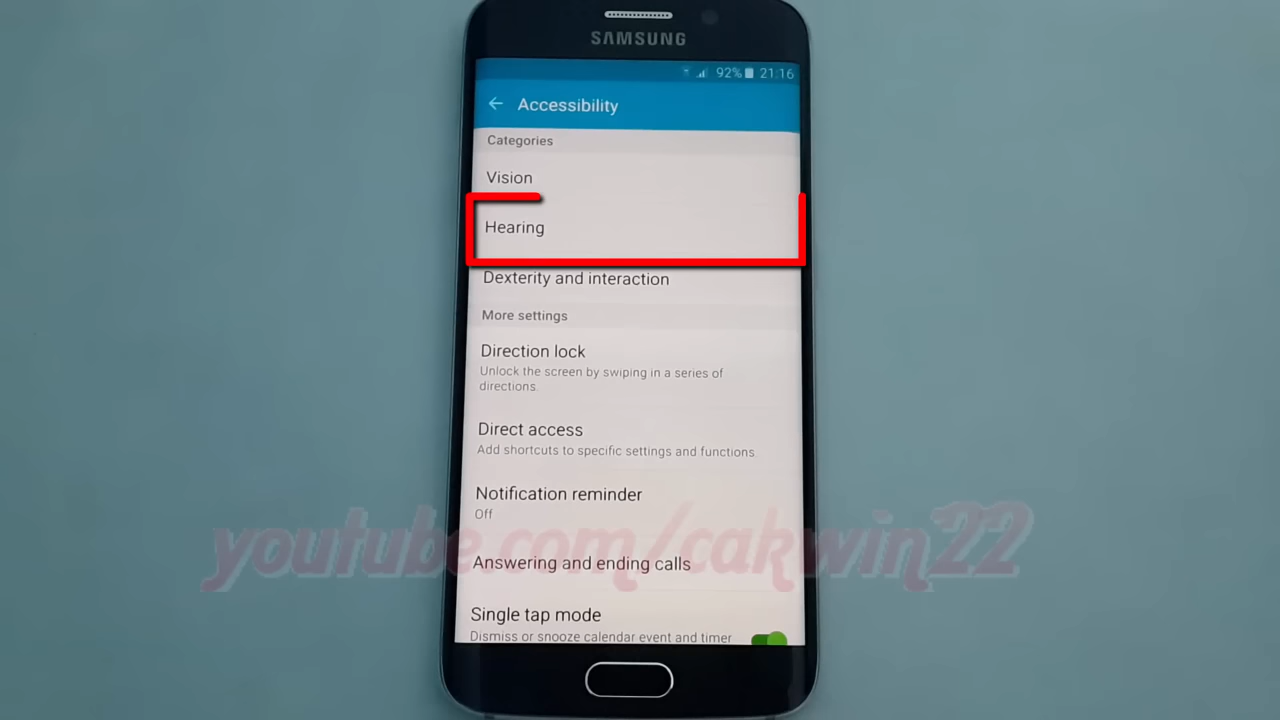 SAMSUNG
92% 21:16
Accessibility
Categories
Vision
Hearing
Dexterity and interaction
More settings
Direction lock
Unlock the screen by swiping in a series of
directions.
Direct access
Add shortcuts to specific settings and functions.
Notification reminder
Off
youtube.com/cakwin22
Answering and ending calls
Single tap mode
Dismiss or snooze calendar event and timer